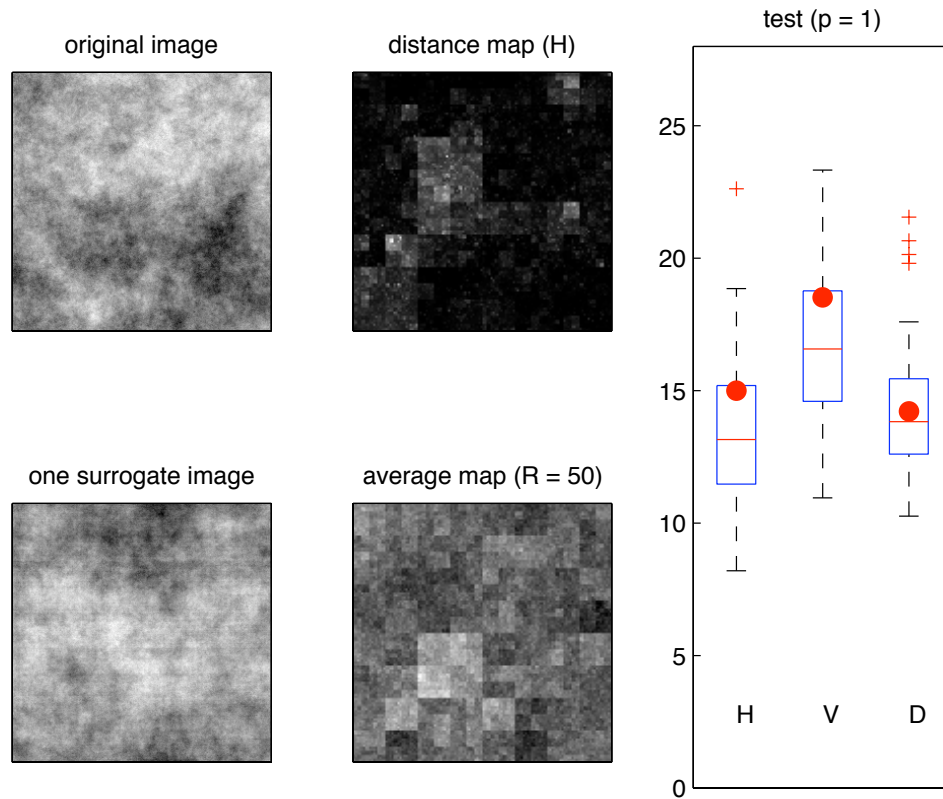 original image
distance map (H)
test (p = 1)
one surrogate image
average map (R = 50)
25
20
15
10
5
0
H V D